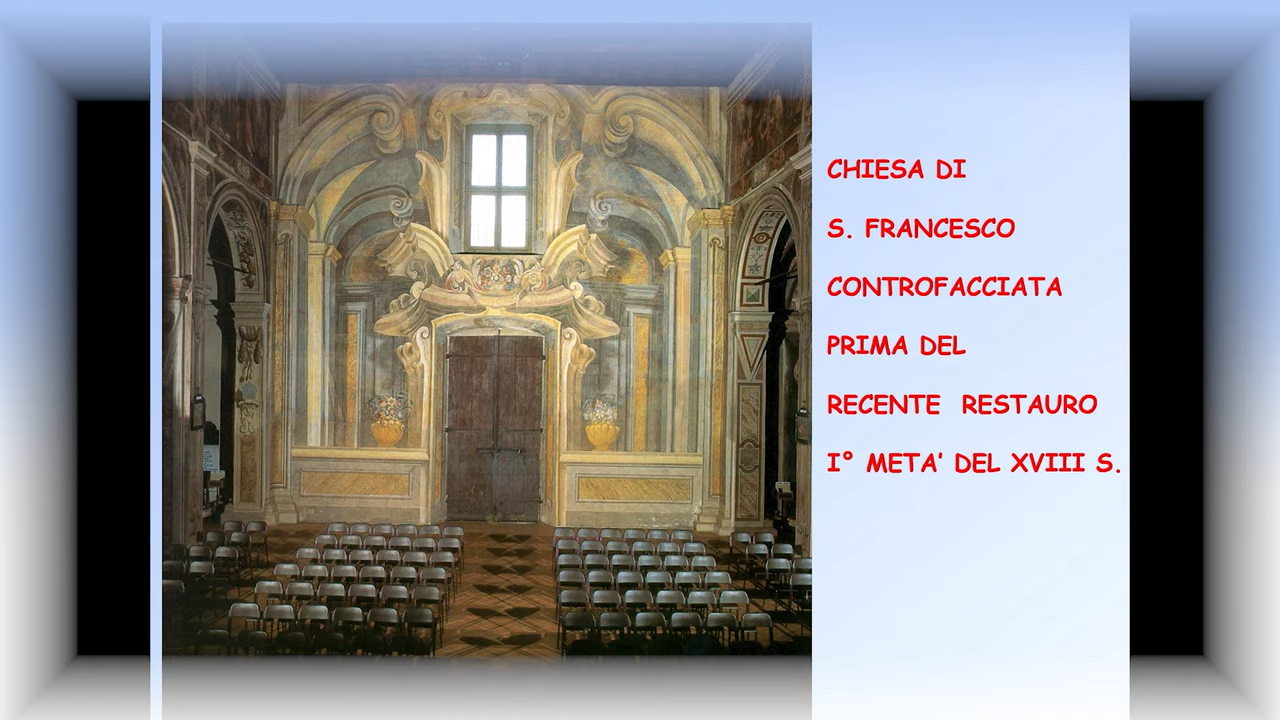 CHIESA DI
S. FRANCESCO
CONTROFACCIATA
PRIMA DEL
RECENTE  RESTAURO
I° META’ DEL XVIII S.